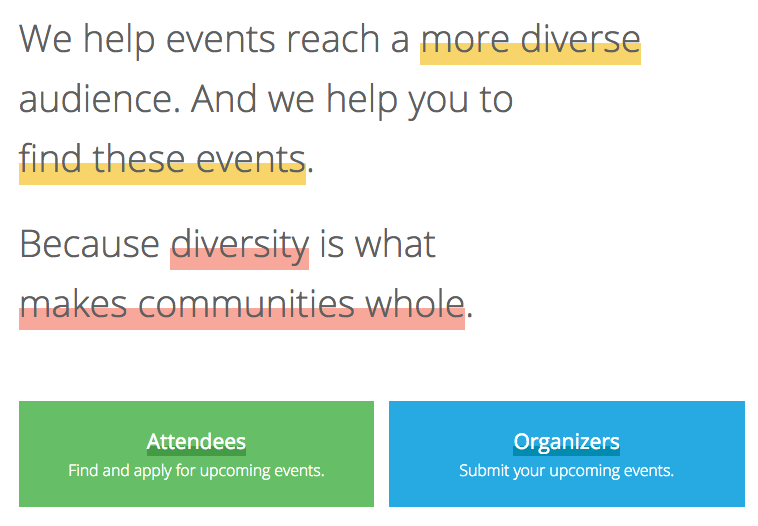 We help events reach a more diverse
audience. And we help you to
find these events.
Because diversity is what
makes communities whole.
Attendees
Find and apply for upcoming events.
Organizers
Submit your upcoming events.